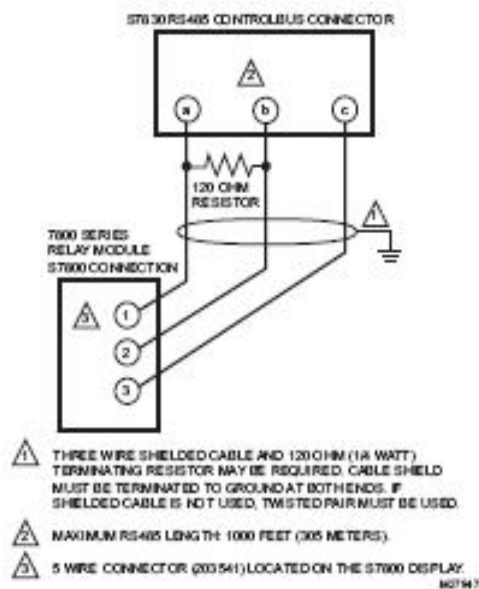 S7830 RS485 CONTROLBUS CONNECTOR
2
a b c
120 OHM
RESISTOR
1
7800 SERIES
RELAY MODULE
S7800 CONNECTION
3
1
2
3
1 THREE WIRE SHIELDED CABLE AND 120 OHM (1/4 WATT)
TERMINATING RESISTOR MAY BE REQUIRED. CABLE SHIELD
MUST BE TERMINATED TO GROUND AT BOTH ENDS. IF
SHIELDED CABLE IS NOT USED, TWISTED PAIR MUST BE USED.
2 MAXIMUM RS485 LENGTH: 1000 FEET (305 METERS).
3 5 WIRE CONNECTOR (203541) LOCATED ON THE S7800 DISPLAY.